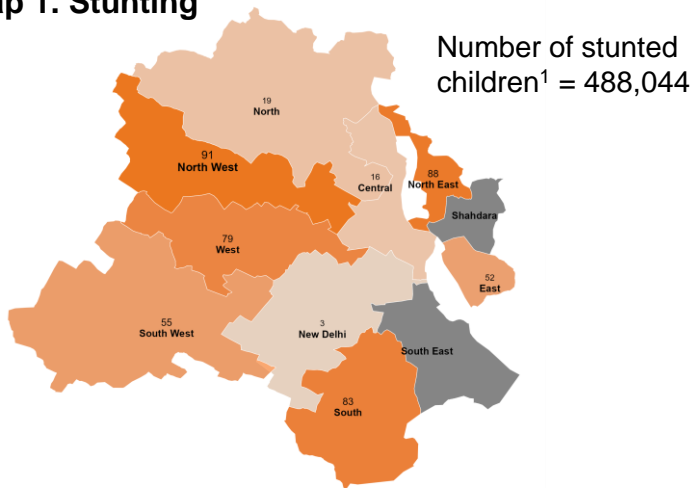 ap 1. Stunting
Number of stunted
children¹ = 488,044
19
North
91
North West
16
Central
88
North East
Shahdara
79
West
52
East
55
South West
3
New Delhi
South East
83
South